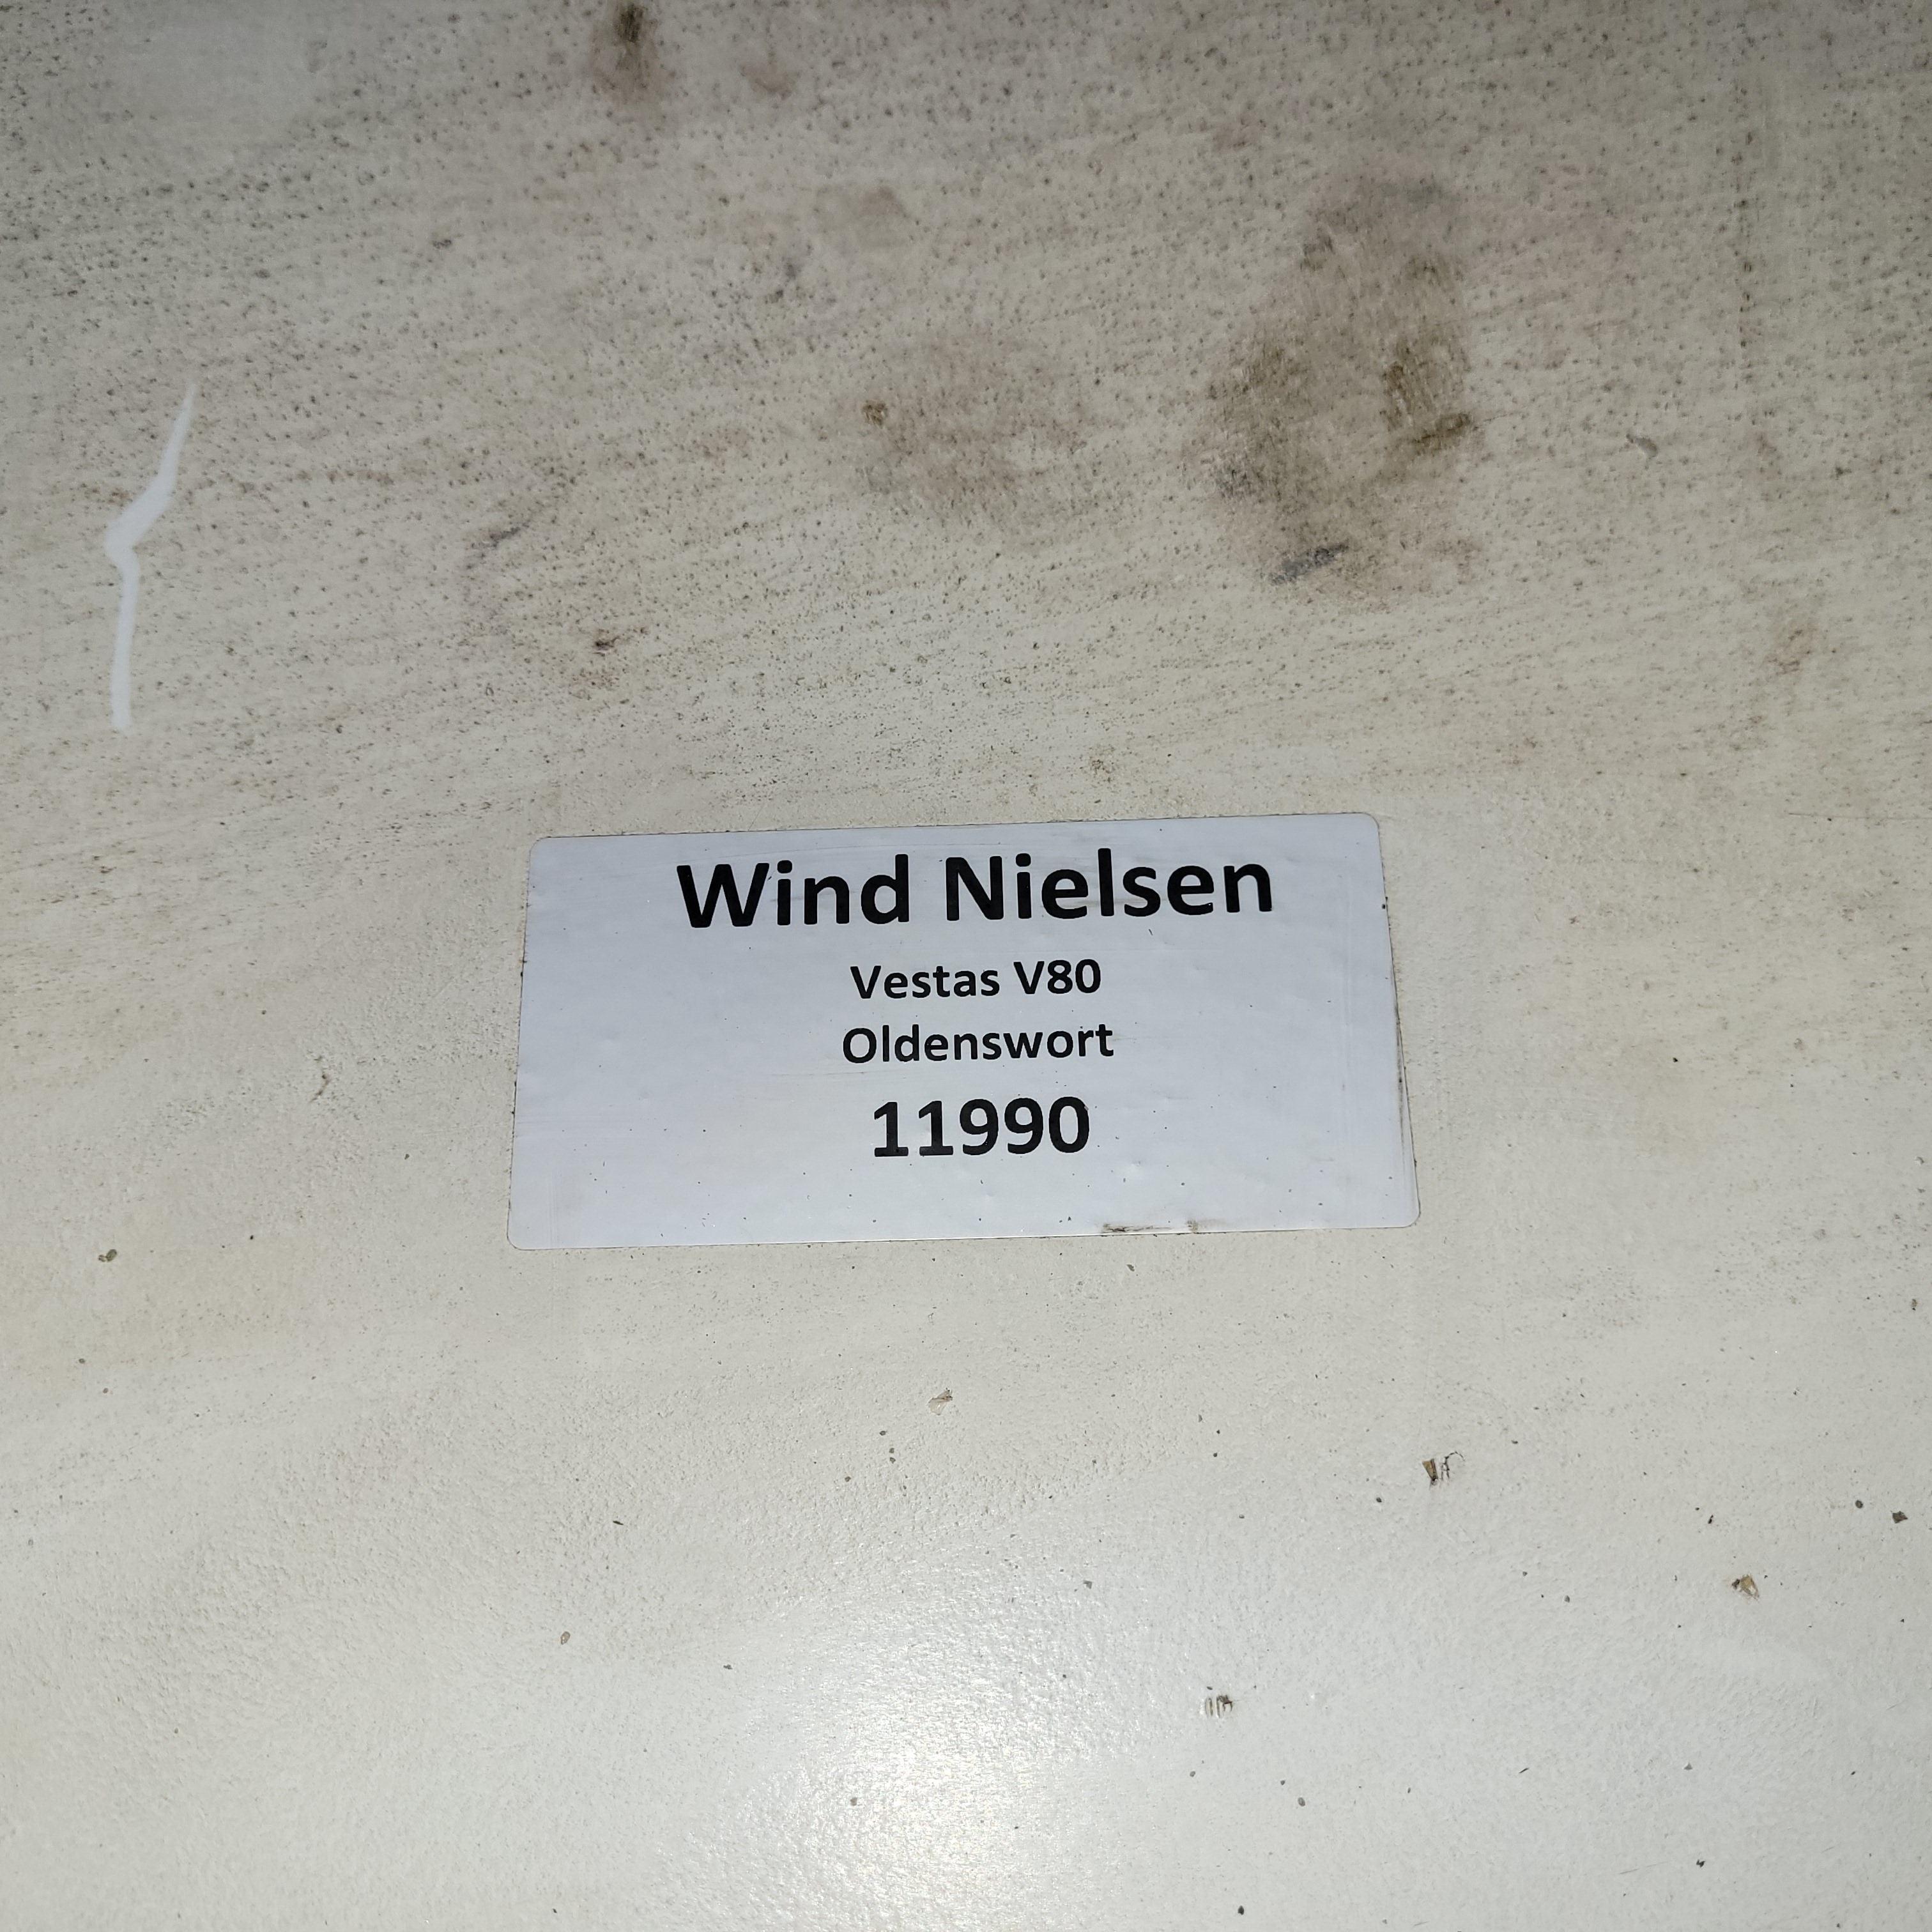 Wind Nielsen
Vestas V80
Oldenswort
11990